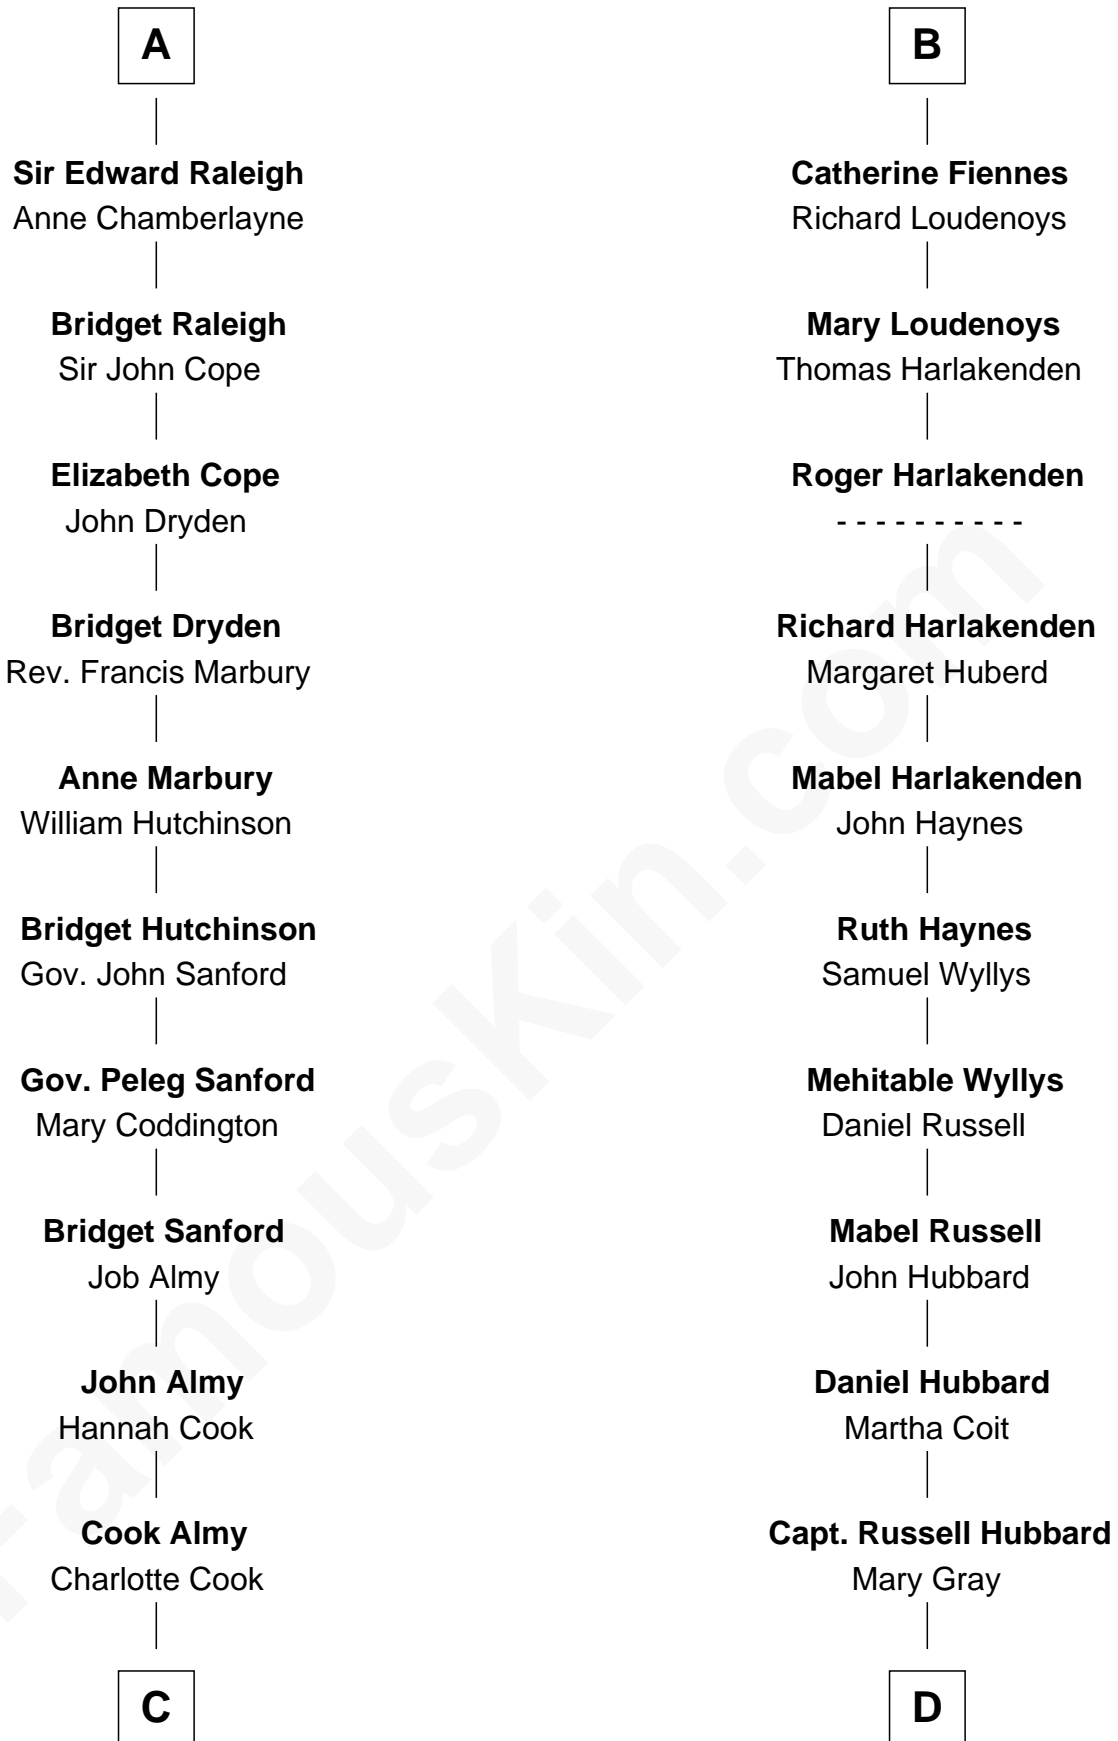 A
Sir Edward Raleigh
Anne Chamberlayne
Bridget Raleigh
Sir John Cope
Elizabeth Cope
John Dryden
Bridget Dryden
Rev. Francis Marbury
Anne Marbury
William Hutchinson
Bridget Hutchinson
Gov. John Sanford
Gov. Peleg Sanford
Mary Coddington
Bridget Sanford
Job Almy
John Almy
Hannah Cook
Cook Almy
Charlotte Cook
C
B
Catherine Fiennes
Richard Loudenoys
Mary Loudenoys
Thomas Harlakenden
Roger Harlakenden
- - - - - - - - - -
Richard Harlakenden
Margaret Huberd
Mabel Harlakenden
John Haynes
Ruth Haynes
Samuel Wyllys
Mehitable Wyllys
Daniel Russell
Mabel Russell
John Hubbard
Daniel Hubbard
Martha Coit
Capt. Russell Hubbard
Mary Gray
D
FamousKin.com